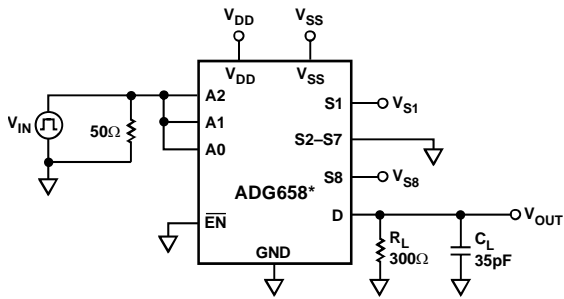 V_DD V_SS
V_DD V_SS
A2
S1 V_S1
V_IN
50Ω
A1
S2–S7
A0
S8 V_S8
ADG658*
D V_OUT
EN
R_L
300Ω
C_L
35pF
GND